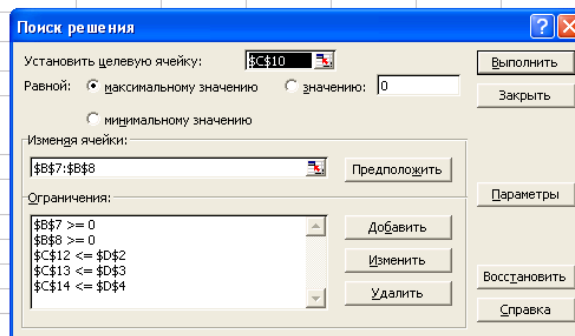 Поиск решения
Установить целевую ячейку: $C$10 Выполнить
Равной: максимальному значению значению: 0 Закрыть
минимальному значению
Изменяя ячейки:
$B$7:$B$8 Предположить
Параметры
Ограничения:
$B$7 >= 0 Добавить
$B$8 >= 0
$C$12 <= $D$2 Изменить
$C$13 <= $D$3 Восстановить
$C$14 <= $D$4 Удалить
Справка